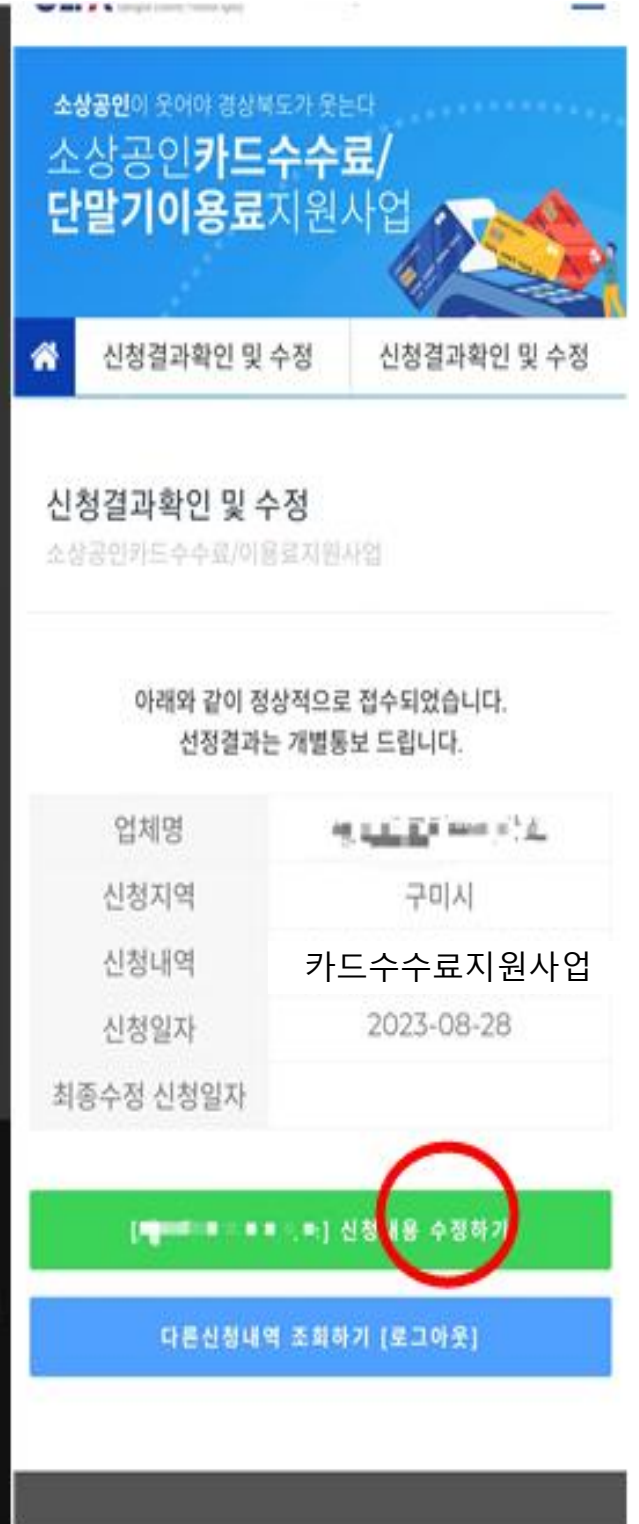 소상공인이 웃어야 경상북도가 웃는다
소상공인카드수수료/
단말기이용료지원사업
신청결과확인 및 수정 신청결과확인 및 수정
신청결과확인 및 수정
소상공인카드수수료/이용료지원사업
아래와 같이 정상적으로 접수되었습니다.
선정결과는 개별통보 드립니다.
업체명
신청지역 구미시
신청내역 카드수수료지원사업
신청일자 2023-08-28
최종수정 신청일자
신청내용 수정하기
다른신청내역 조회하기 [로그아웃]